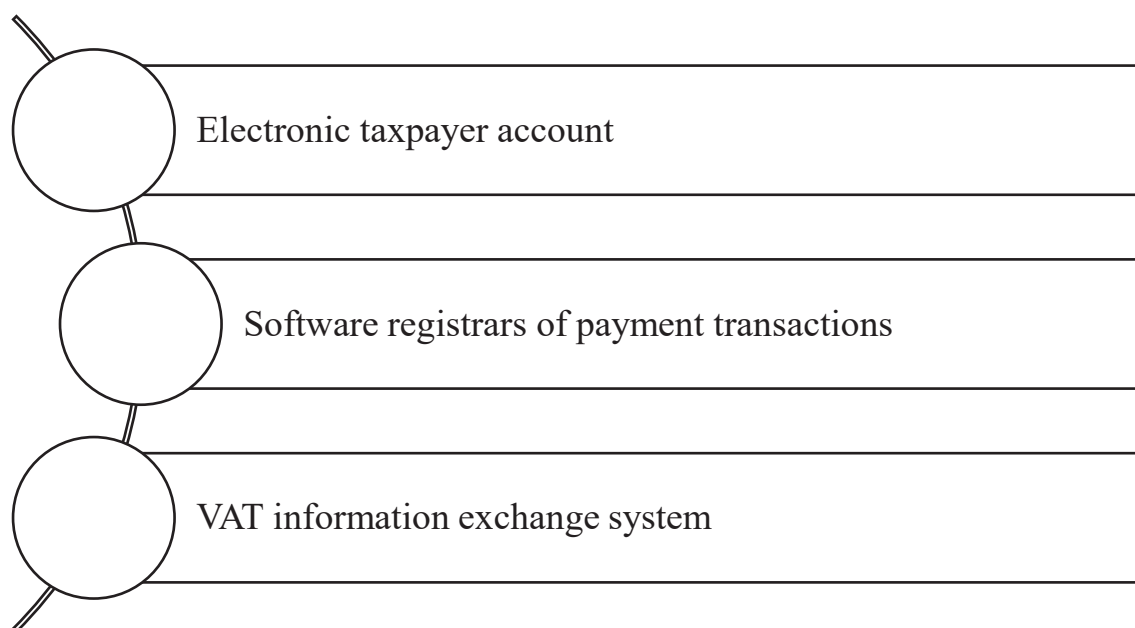 Electronic taxpayer account
Software registrars of payment transactions
VAT information exchange system